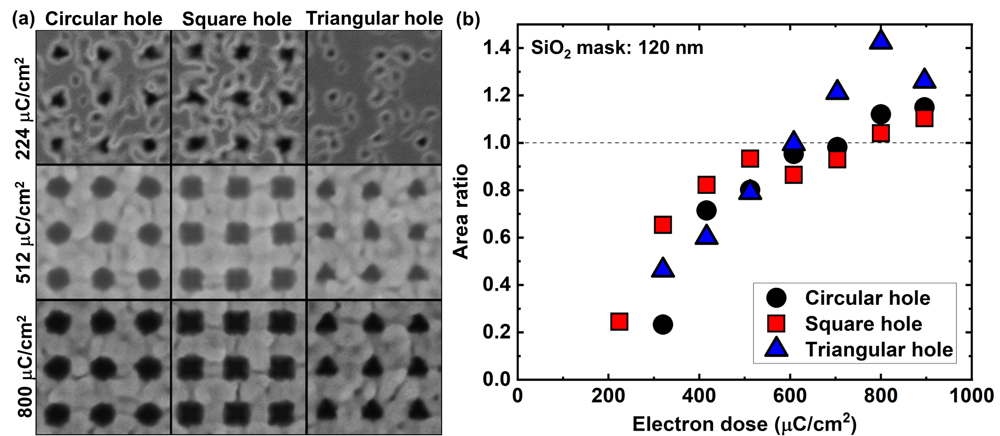 (a) Circular hole Square hole Triangular hole
224 μC/cm²
512 μC/cm²
800 μC/cm²
(b)
SiO₂ mask: 120 nm
Area ratio
1.4
1.2
1.0
0.8
0.6
0.4
0.2
0.0
Circular hole
Square hole
Triangular hole
0 200 400 600 800 1000
Electron dose (μC/cm²)